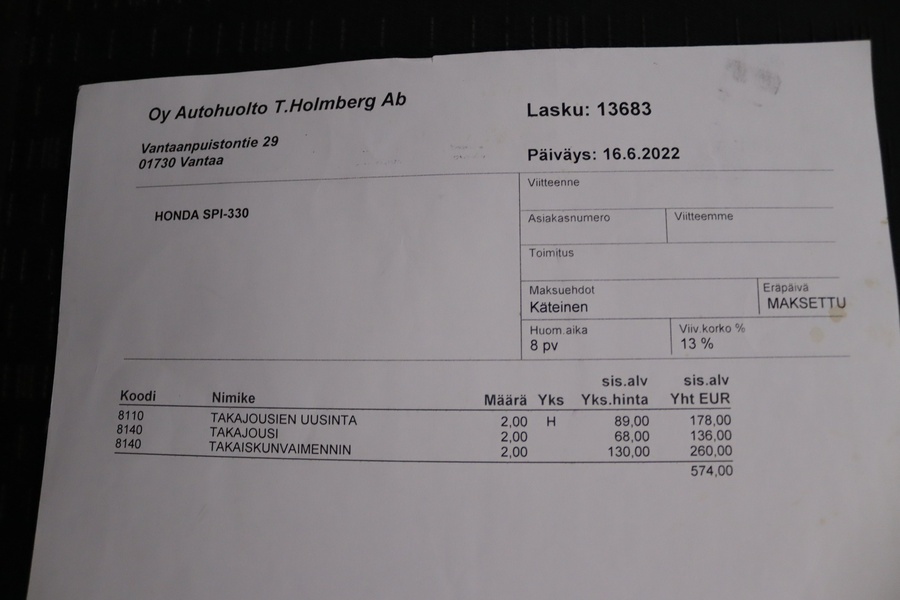 Oy Autohuolto T.Holmberg Ab
Vantaanpuistontie 29
01730 Vantaa
Lasku: 13683
Päiväys: 16.6.2022
HONDA SPI-330
Viitteenne
Asiakasnumero Viitteemme
Toimitus
Maksuehdot Eräpäivä
Käteinen MAKSETTU
Huom.aika Viiv.korko %
8 pv 13 %
sis.alv sis.alv
Koodi Nimike Määrä Yks Yks.hinta Yht EUR
8110 TAKAJOUSIEN UUSINTA 2,00 H 89,00 178,00
8140 TAKAJOUSI 2,00 68,00 136,00
8140 TAKAISKUNVAIMENNIN 2,00 130,00 260,00
574,00